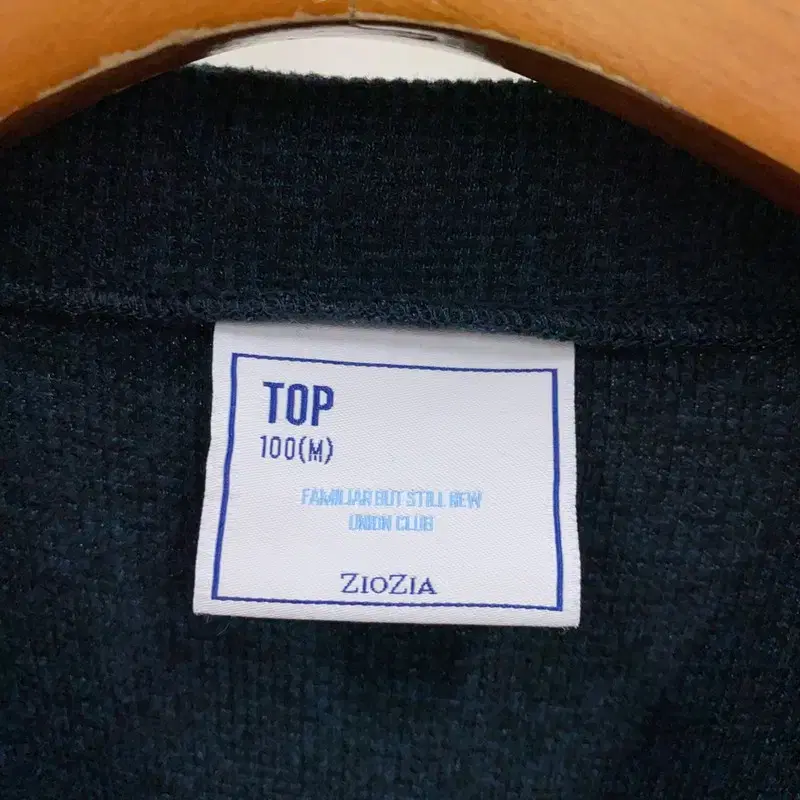 TOP
100(M)
FAMILIAR BUT STILL NEW
UNION CLUB
ZIOZIA